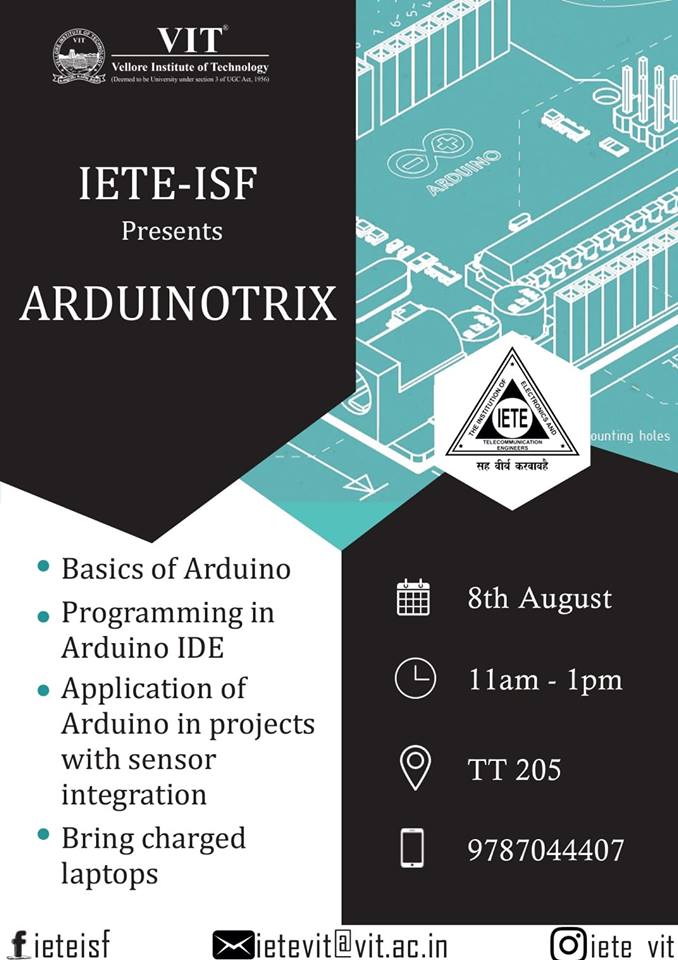 VIT®
Vellore Institute of Technology
(Deemed to be University under section 3 of UGC Act, 1956)
IETE-ISF
Presents
ARDUINOTRIX
ARDUINO
THE INSTITUTION OF
ELECTRONICS AND
IETE
TELECOMMUNICATION
ENGINEERS
सह वीर्य करवावहै
ounting holes
• Basics of Arduino
• Programming in
Arduino IDE
• Application of
Arduino in projects
with sensor
integration
• Bring charged
laptops
8th August
11am - 1pm
TT 205
9787044407
ieteisf
ietevit@vit.ac.in
iete_vit